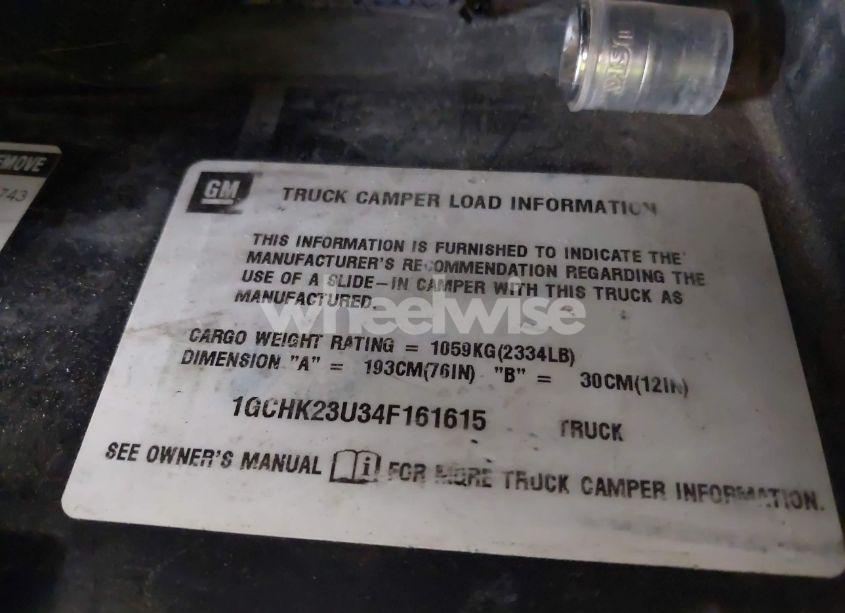 EMOVE
743
GM TRUCK CAMPER LOAD INFORMATION
THIS INFORMATION IS FURNISHED TO INDICATE THE
MANUFACTURER'S RECOMMENDATION REGARDING THE
USE OF A SLIDE-IN CAMPER WITH THIS TRUCK AS
MANUFACTURED.
wheelwise
CARGO WEIGHT RATING = 1059KG(2334LB)
DIMENSION "A" = 193CM(76IN) "B" = 30CM(12IN)
1GCHK23U34F161615 TRUCK
SEE OWNER'S MANUAL i FOR MORE TRUCK CAMPER INFORMATION.